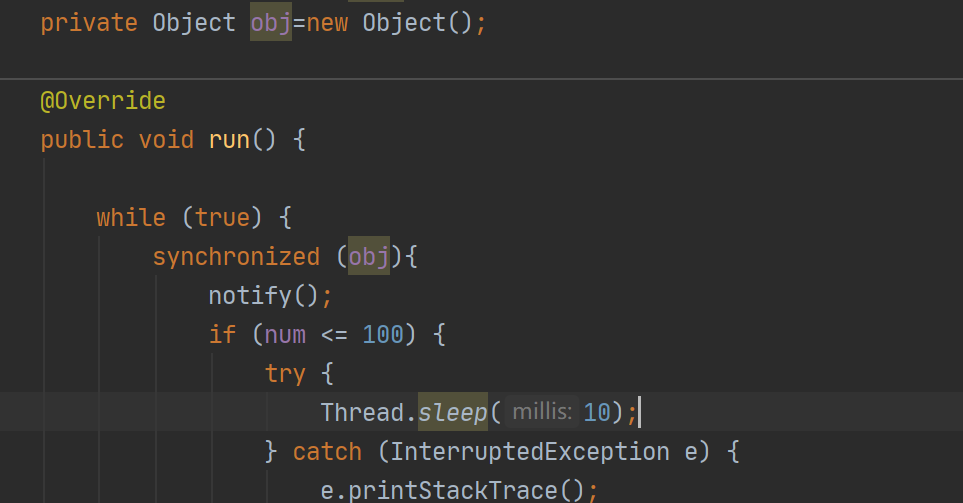 private Object obj=new Object();
@Override
public void run() {
while (true) {
synchronized (obj){
notify();
if (num <= 100) {
try {
Thread.sleep( millis: 10);
} catch (InterruptedException e) {
e.printStackTrace();